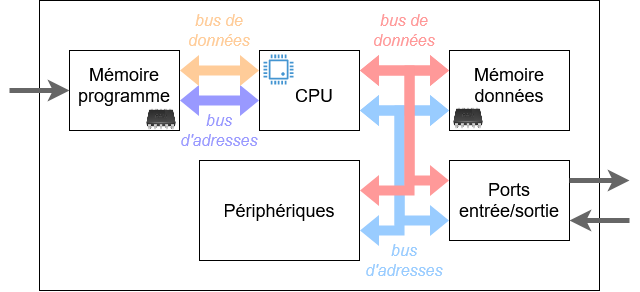 bus de
données
bus de
données
Mémoire
programme
CPU
Mémoire
données
bus
d'adresses
Périphériques
Ports
entrée/sortie
bus
d'adresses